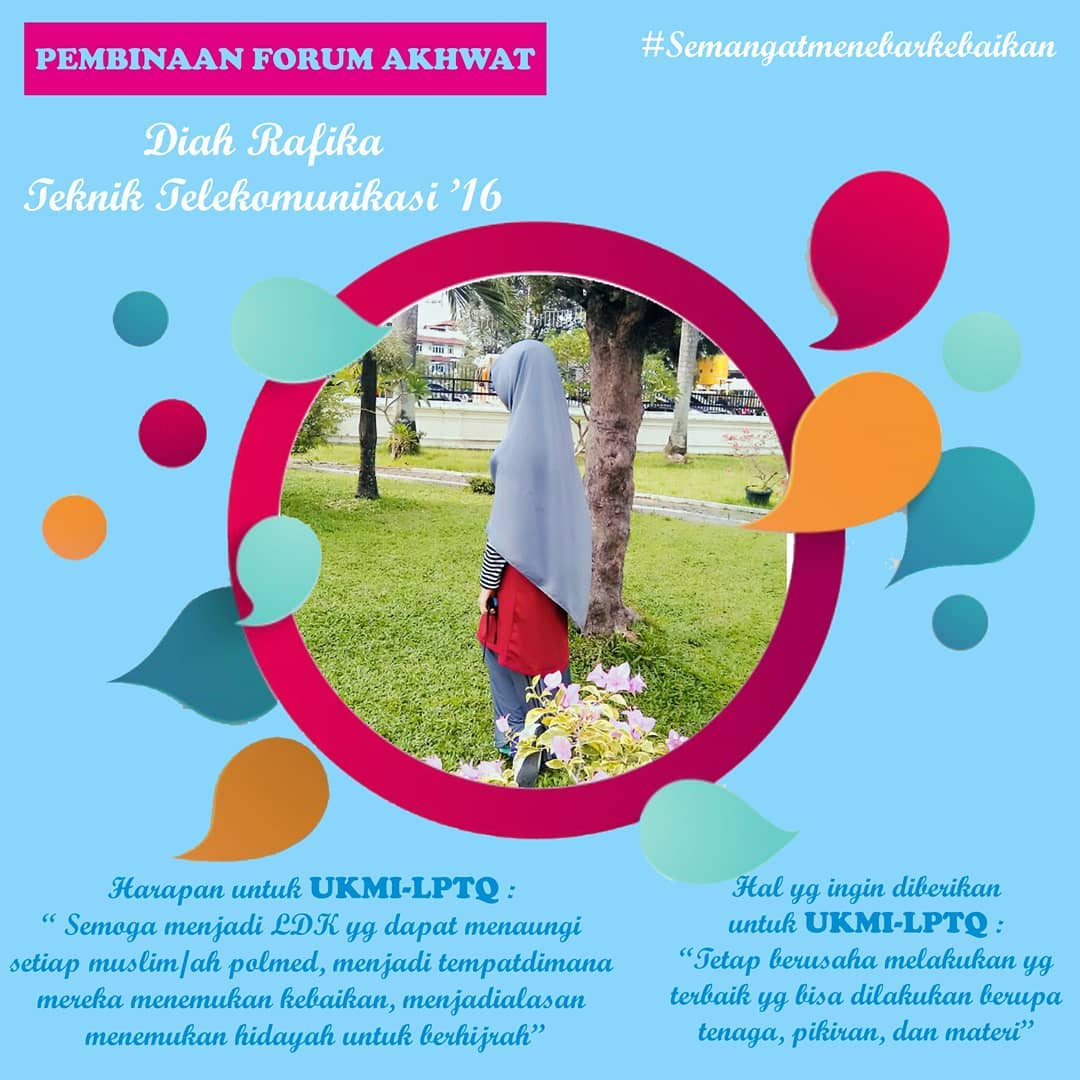 PEMBINAAN FORUM AKHWAT
#Semangatmenebarkebaikan
Diah Rafika
Teknik Telekomunikasi '16
Harapan untuk UKMI-LPTQ :
“ Semoga menjadi LDK yg dapat menaungi
setiap muslim/ah polmed, menjadi tempatdimana
mereka menemukan kebaikan, menjadialasan
menemukan hidayah untuk berhijrah”
Hal yg ingin diberikan
untuk UKMI-LPTQ :
“Tetap berusaha melakukan yg
terbaik yg bisa dilakukan berupa
tenaga, pikiran, dan materi”